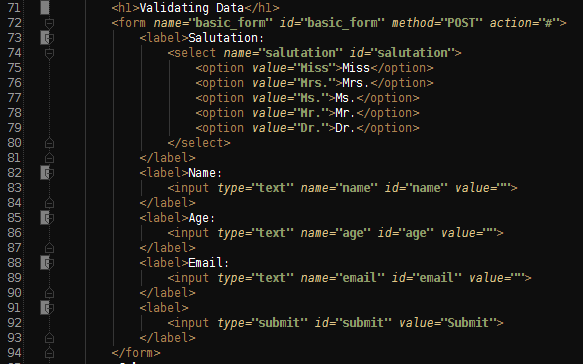 71 <h1>Validating Data</h1>
72 <form name="basic_form" id="basic_form" method="POST" action="#">
73 <label>Salutation:
74 <select name="salutation" id="salutation">
75 <option value="Miss">Miss</option>
76 <option value="Mrs.">Mrs.</option>
77 <option value="Ms.">Ms.</option>
78 <option value="Mr.">Mr.</option>
79 <option value="Dr.">Dr.</option>
80 </select>
81 </label>
82 <label>Name:
83 <input type="text" name="name" id="name" value="">
84 </label>
85 <label>Age:
86 <input type="text" name="age" id="age" value="">
87 </label>
88 <label>Email:
89 <input type="text" name="email" id="email" value="">
90 </label>
91 <label>
92 <input type="submit" id="submit" value="Submit">
93 </label>
94 </form>